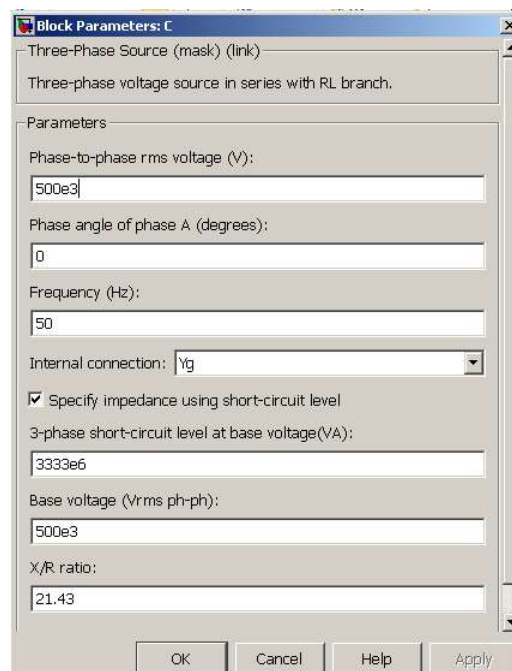 Block Parameters: C
Three-Phase Source (mask) (link)
Three-phase voltage source in series with RL branch.
Parameters
Phase-to-phase rms voltage (V):
500e3
Phase angle of phase A (degrees):
0
Frequency (Hz):
50
Internal connection: Yg
Specify impedance using short-circuit level
3-phase short-circuit level at base voltage(VA):
3333e6
Base voltage (Vrms ph-ph):
500e3
X/R ratio:
21.43
OK Cancel Help Apply